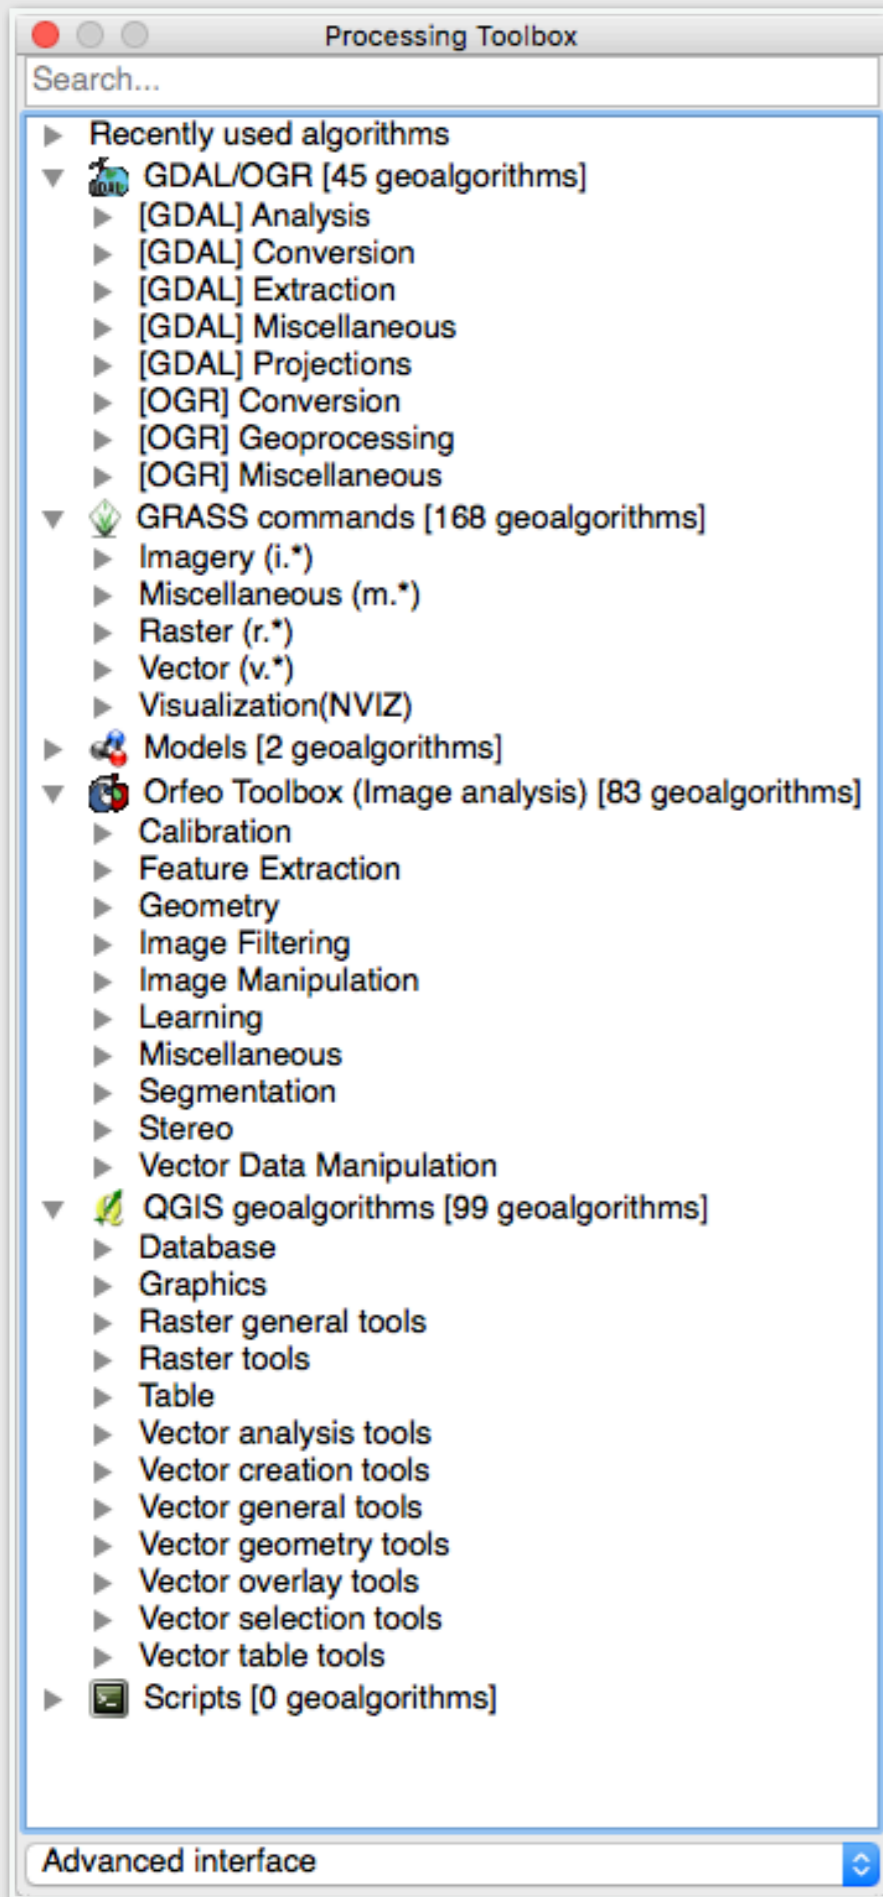 Processing Toolbox
Search...
Recently used algorithms
GDAL/OGR [45 geoalgorithms]
[GDAL] Analysis
[GDAL] Conversion
[GDAL] Extraction
[GDAL] Miscellaneous
[GDAL] Projections
[OGR] Conversion
[OGR] Geoprocessing
[OGR] Miscellaneous
GRASS commands [168 geoalgorithms]
Imagery (i.*)
Miscellaneous (m.*)
Raster (r.*)
Vector (v.*)
Visualization(NVIZ)
Models [2 geoalgorithms]
Orfeo Toolbox (Image analysis) [83 geoalgorithms]
Calibration
Feature Extraction
Geometry
Image Filtering
Image Manipulation
Learning
Miscellaneous
Segmentation
Stereo
Vector Data Manipulation
QGIS geoalgorithms [99 geoalgorithms]
Database
Graphics
Raster general tools
Raster tools
Table
Vector analysis tools
Vector creation tools
Vector general tools
Vector geometry tools
Vector overlay tools
Vector selection tools
Vector table tools
Scripts [0 geoalgorithms]
Advanced interface